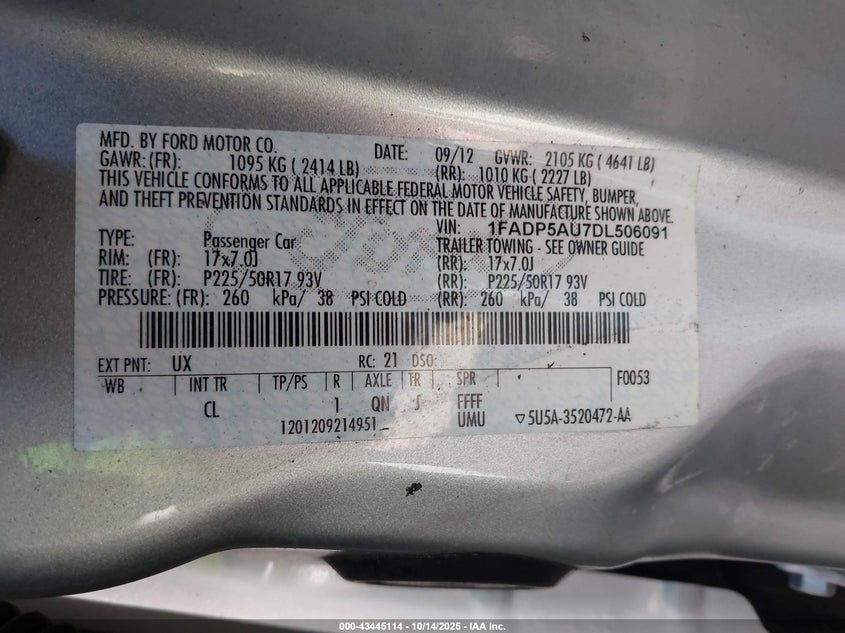 MFD. BY FORD MOTOR CO. DATE: 09/12 GVWR: 2105 KG ( 4641 LB)
GAWR: (FR): 1095 KG ( 2414 LB) (RR): 1010 KG ( 2227 LB)
THIS VEHICLE CONFORMS TO ALL APPLICABLE FEDERAL MOTOR VEHICLE SAFETY, BUMPER,
AND THEFT PREVENTION STANDARDS IN EFFECT ON THE DATE OF MANUFACTURE SHOWN ABOVE.
VIN: 1FADP5AU7DL506091
TYPE: Passenger Car TRAILER TOWING - SEE OWNER GUIDE
RIM: (FR): 17x7.0J (RR): 17x7.0J
TIRE: (FR): P225/50R17 93V (RR): P225/50R17 93V
PRESSURE: (FR): 260 kPa/ 38 PSI COLD (RR): 260 kPa/ 38 PSI COLD
EXT PNT: UX RC: 21 DSO:
WB INT TR TP/PS R AXLE TR SPR F0053
CL 1 QN FFFF
1201209214951 UMU ▽5U5A-3520472-AA
000-43445114 - 10/14/2025 - IAA Inc.